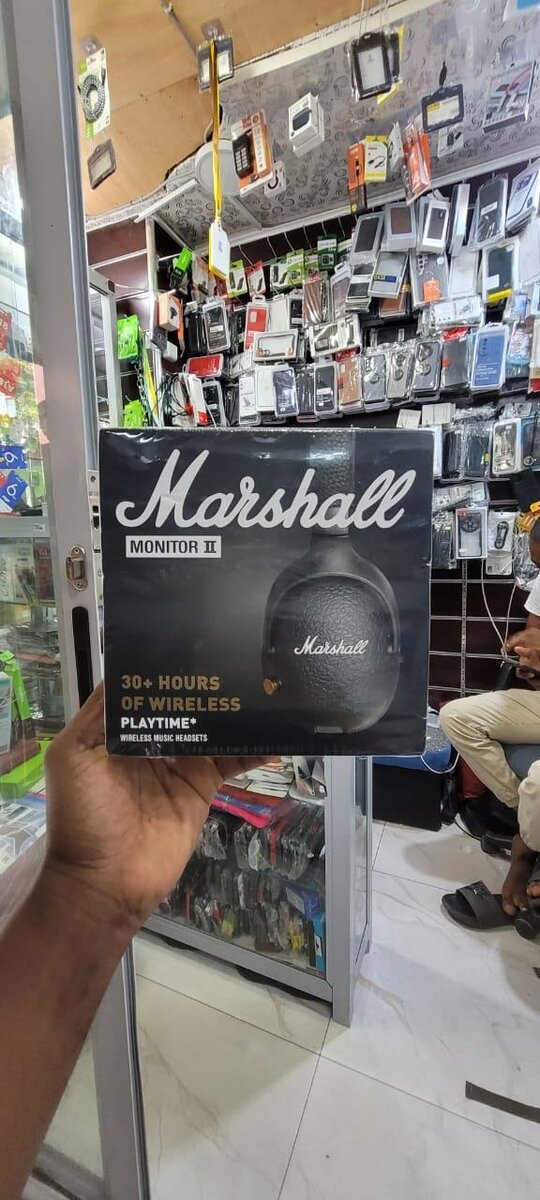 Marshall
MONITOR II
Marshall
30+ HOURS
OF WIRELESS
PLAYTIME*
WIRELESS MUSIC HEADSETS